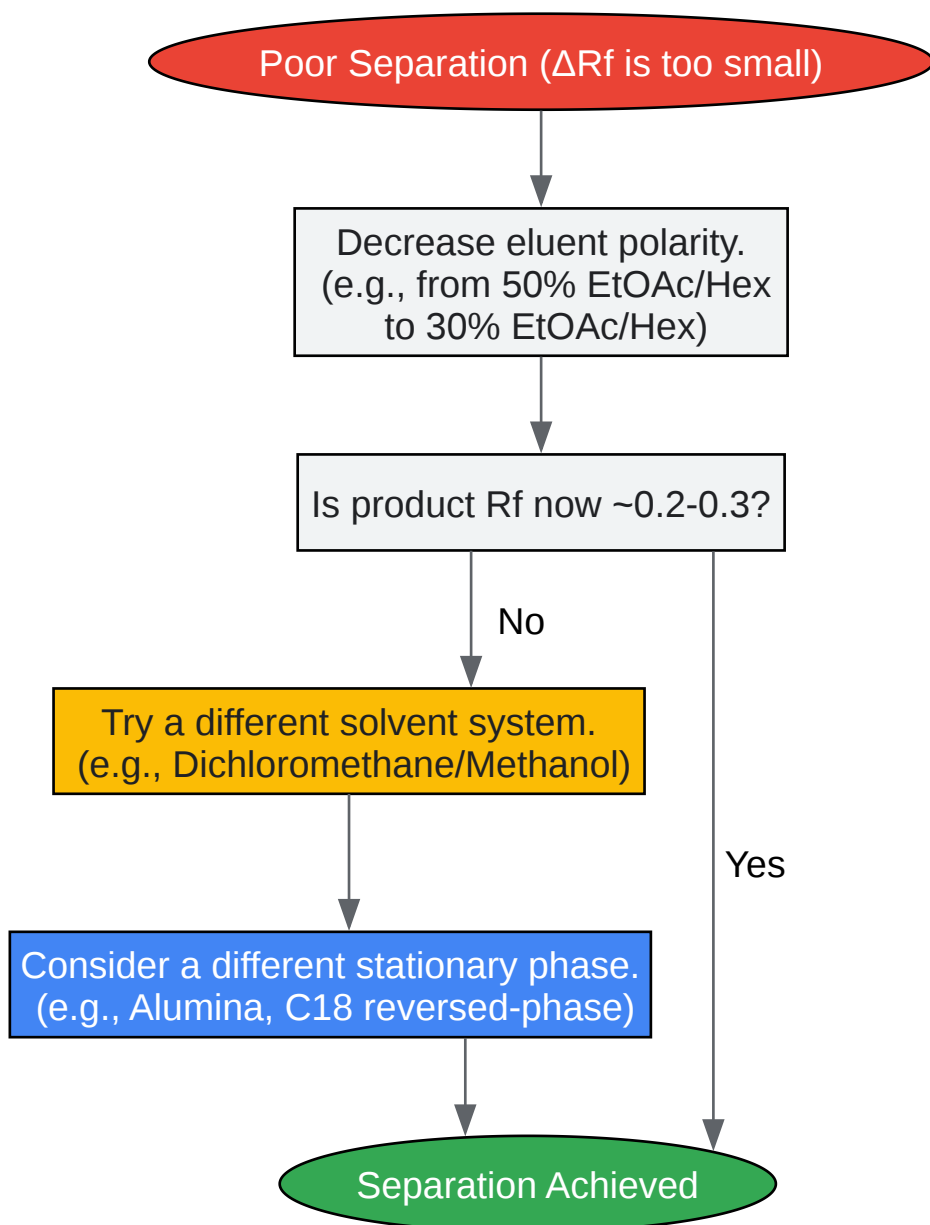 Poor Separation (ΔRf is too small)
Decrease eluent polarity.
(e.g., from 50% EtOAc/Hex
to 30% EtOAc/Hex)
Is product Rf now ~0.2-0.3?
No
Try a different solvent system.
(e.g., Dichloromethane/Methanol)
Yes
Consider a different stationary phase.
(e.g., Alumina, C18 reversed-phase)
Separation Achieved